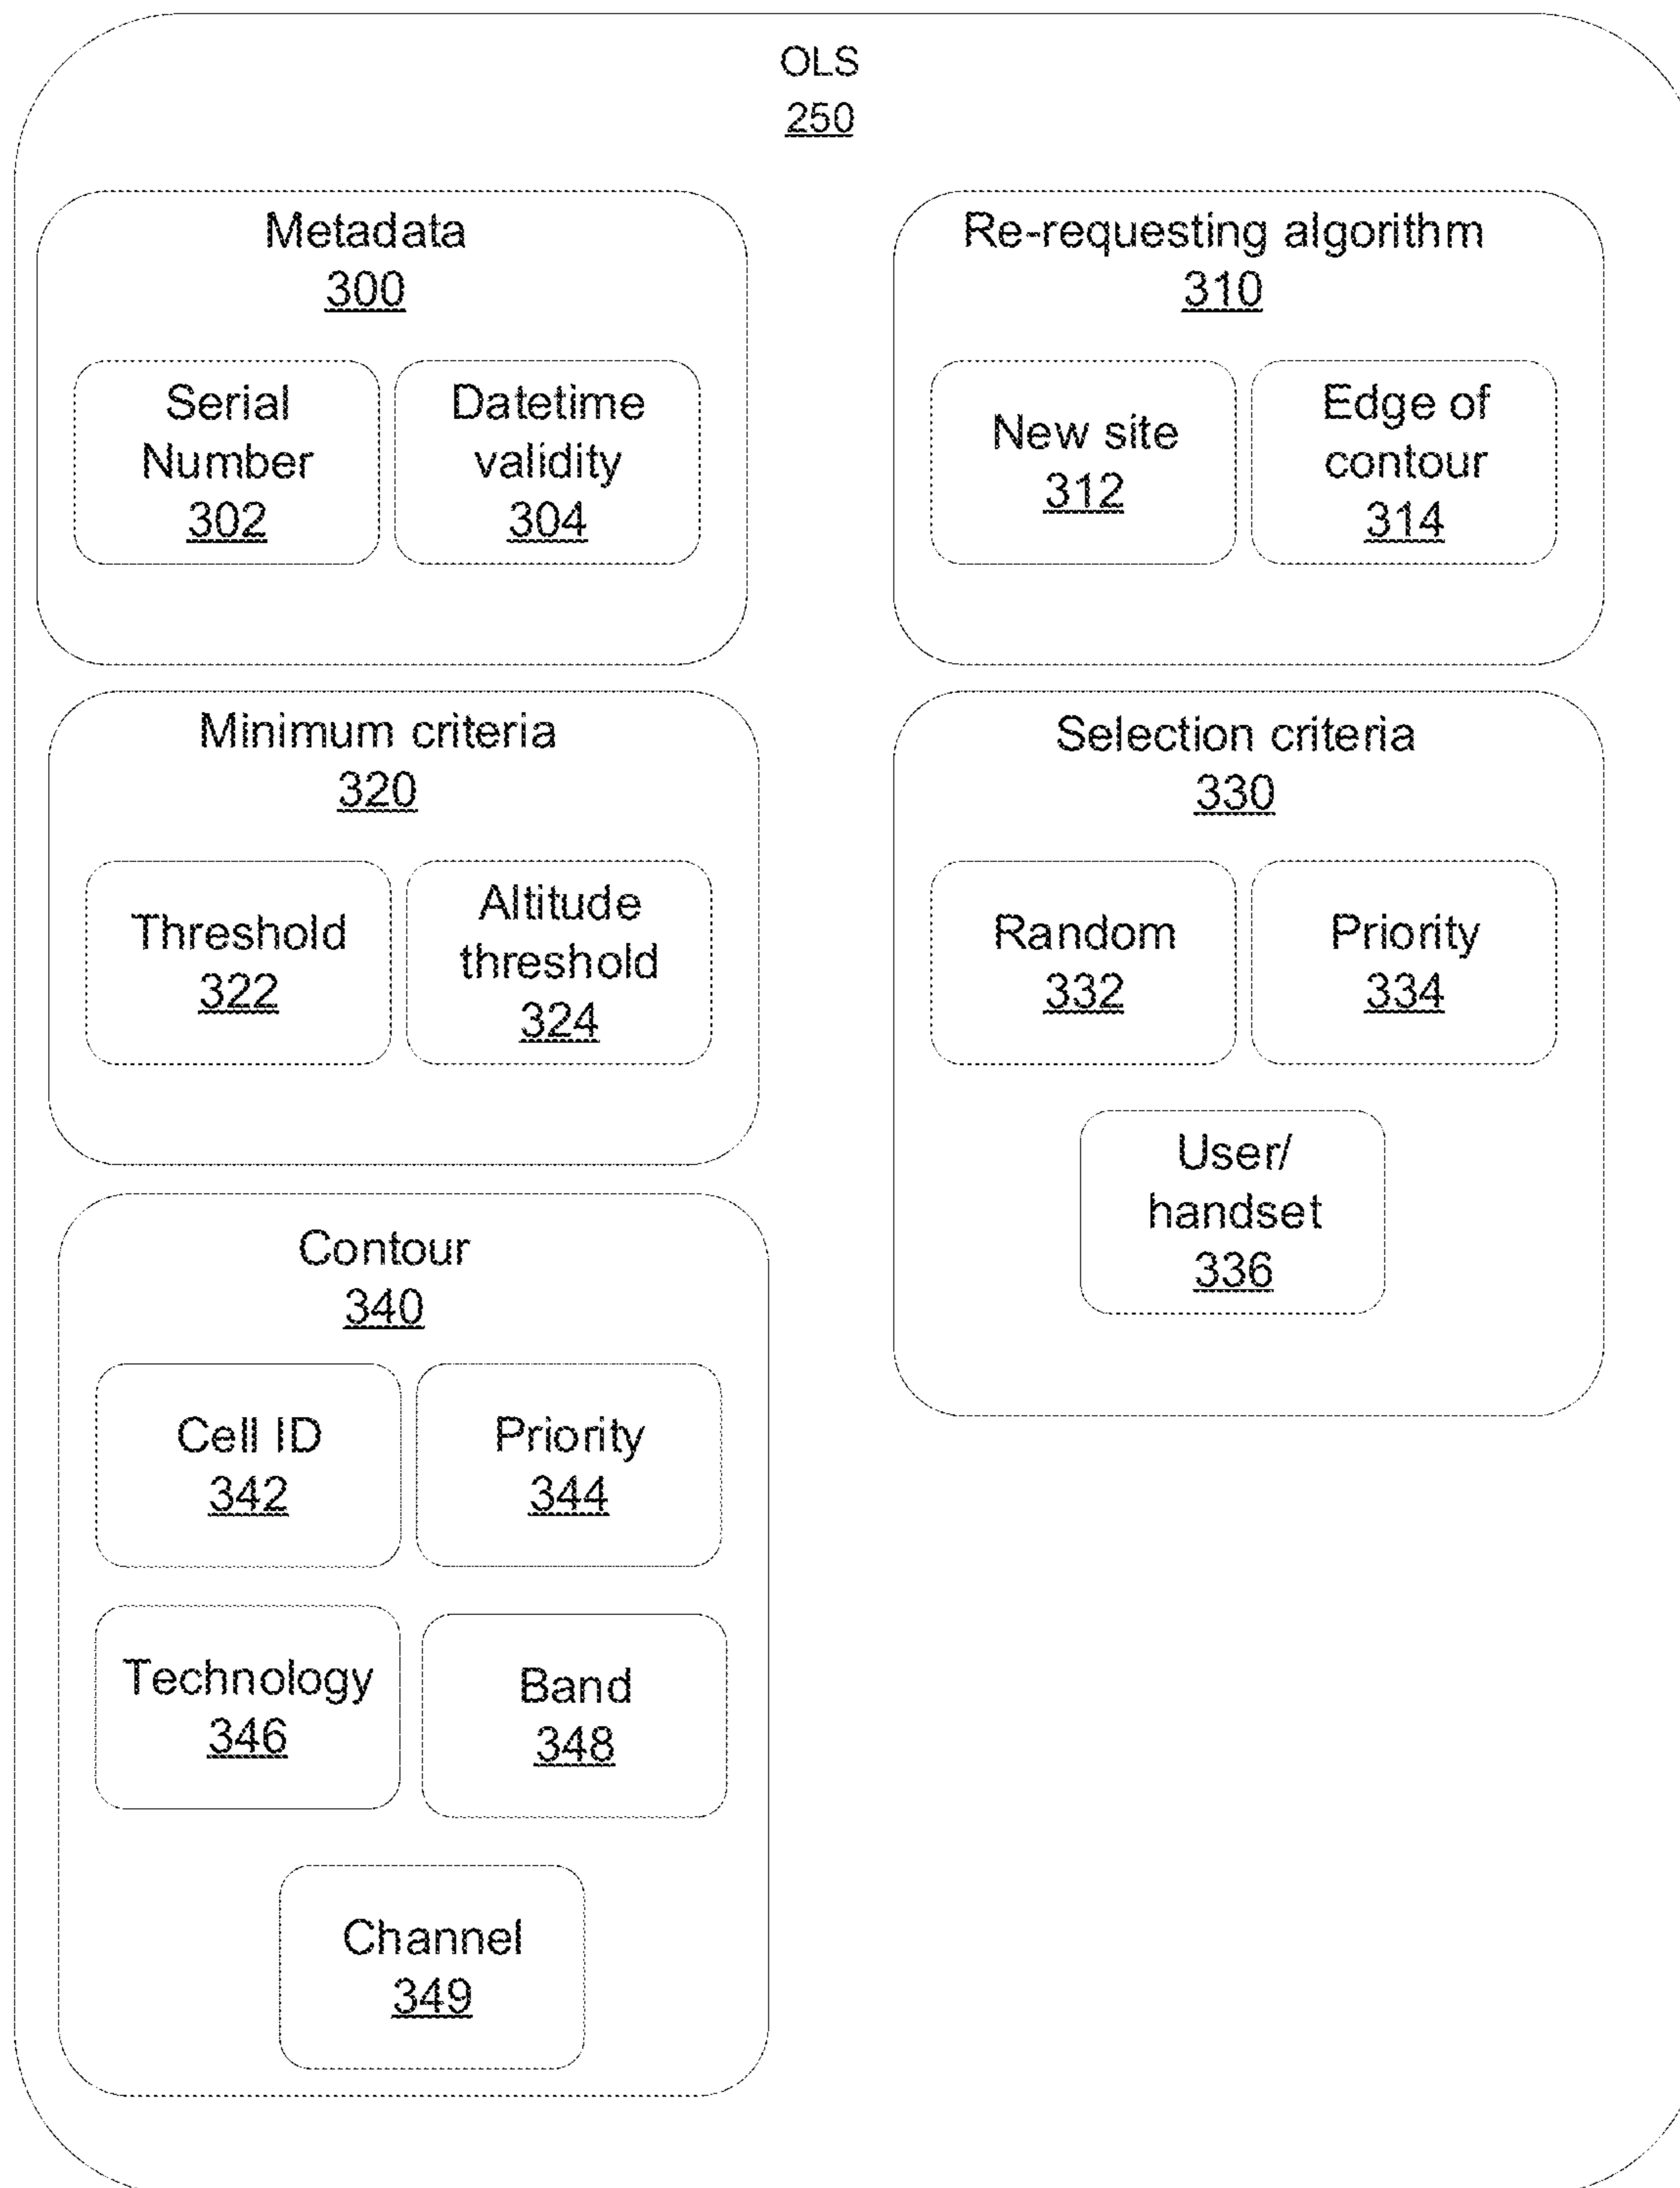 OLS
250
Metadata
300
Serial
Number
302
Datetime
validity
304
Re-requesting algorithm
310
New site
312
Edge of
contour
314
Minimum criteria
320
Threshold
322
Altitude
threshold
324
Selection criteria
330
Random
332
Priority
334
User/
handset
336
Contour
340
Cell ID
342
Priority
344
Technology
346
Band
348
Channel
349